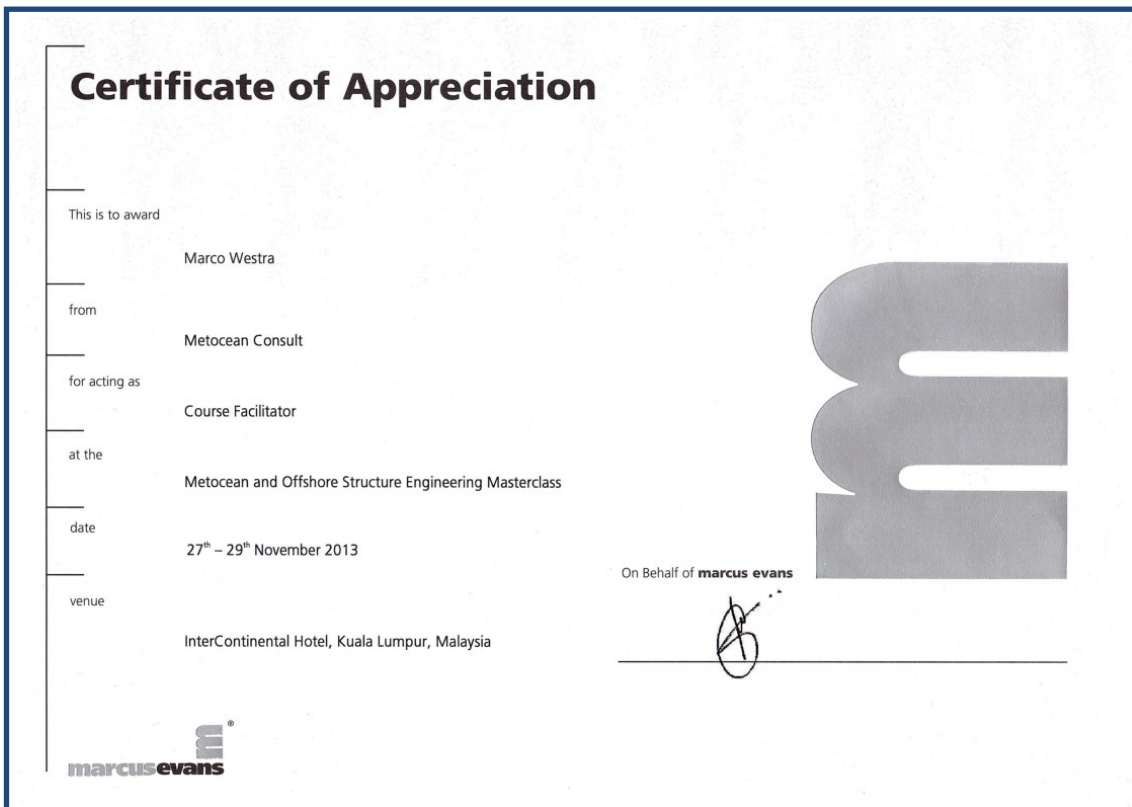 Certificate of Appreciation
This is to award
Marco Westra
from
Metocean Consult
for acting as
Course Facilitator
at the
Metocean and Offshore Structure Engineering Masterclass
date
27th – 29th November 2013
venue
InterContinental Hotel, Kuala Lumpur, Malaysia
On Behalf of marcus evans
®
marcusevans